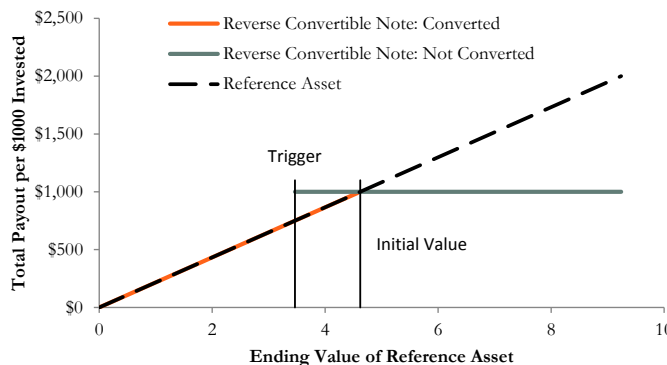 $2,500
$2,000
$1,500
$1,000
$500
$0
Total Payout per $1000 Invested
Reverse Convertible Note: Converted
Reverse Convertible Note: Not Converted
Reference Asset
Trigger
Initial Value
0 2 4 6 8 10
Ending Value of Reference Asset